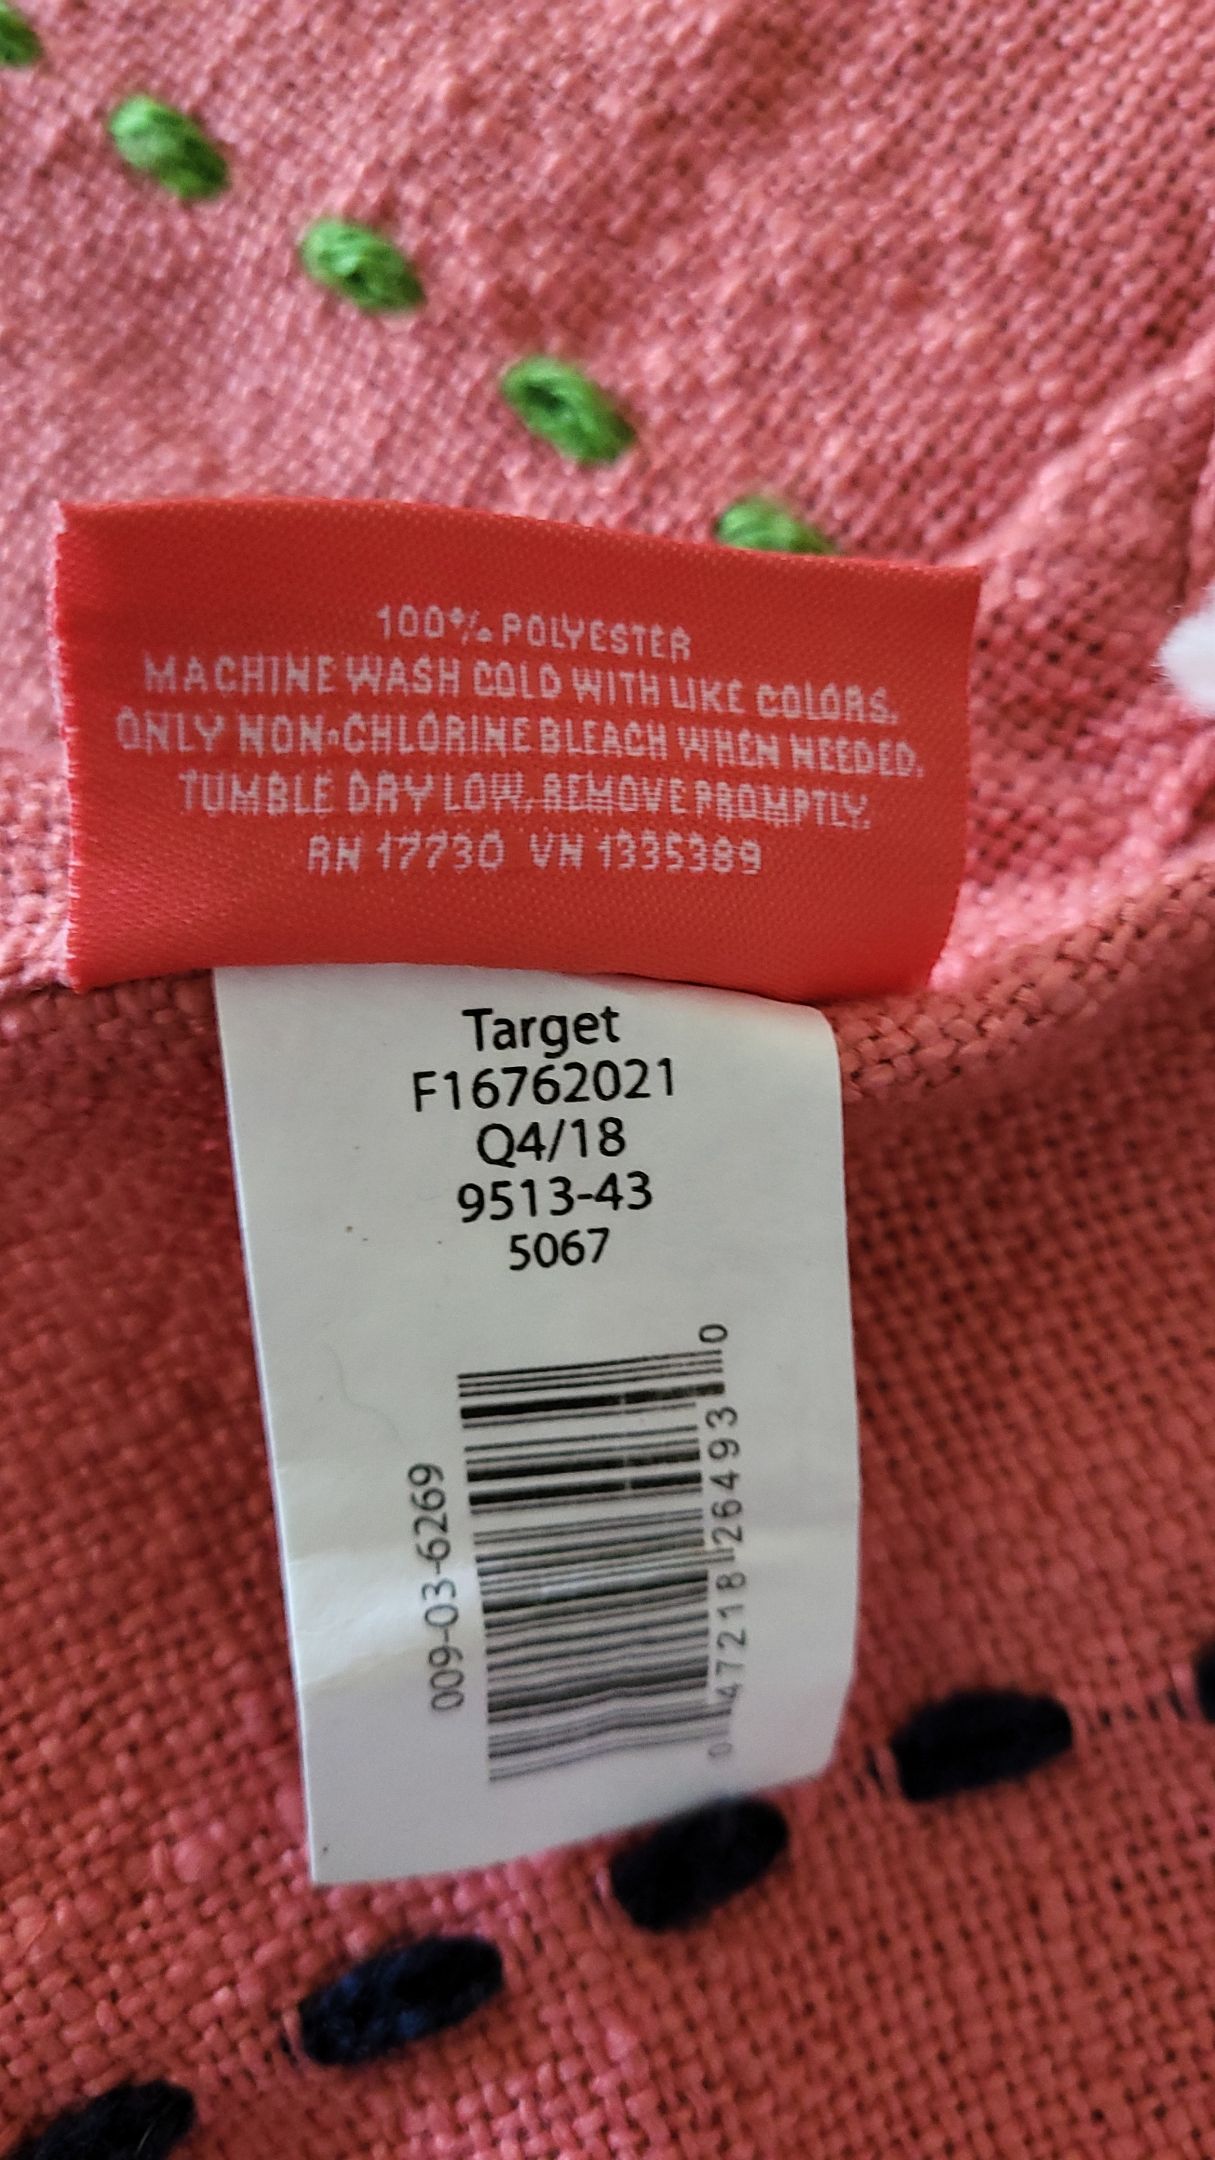 100% POLYESTER
MACHINE WASH COLD WITH LIKE COLORS.
ONLY NON-CHLORINE BLEACH WHEN NEEDED.
TUMBLE DRY LOW. REMOVE PROMPTLY.
RN 17730 VN 1335389
Target
F16762021
Q4/18
9513-43
5067
009-03-6269
0 47218 26493 0